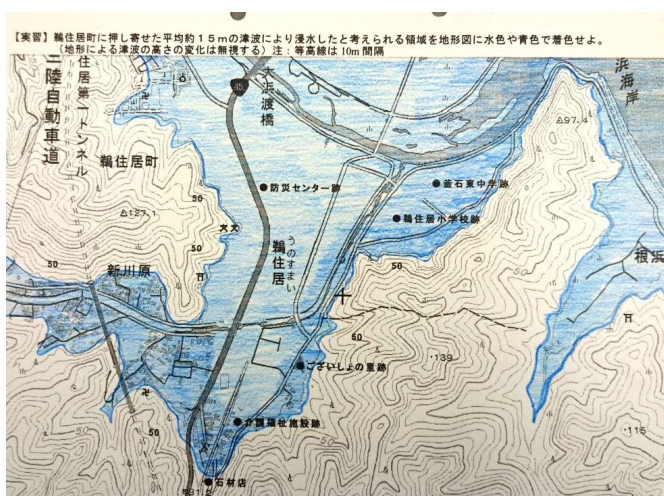 【実習】鵜住居町に押し寄せた平均約１５ｍの津波により浸水したと考えられる領域を地形図に水色や青色で着色せよ。
（地形による津波の高さの変化は無視する）注：等高線は10m間隔
三陸自動車道
住居第一トンネル
大浜渡橋
浜海岸
鵜住居町
50
△127.1
50
新川原
防災センター跡
鵜住居
うのすまい
釜石東中学跡
鵜住居小学校跡
△97.4
50
50
根浜
50
50
・139
ございしょの里跡
介護福祉施設跡
石材店
50
50
・115